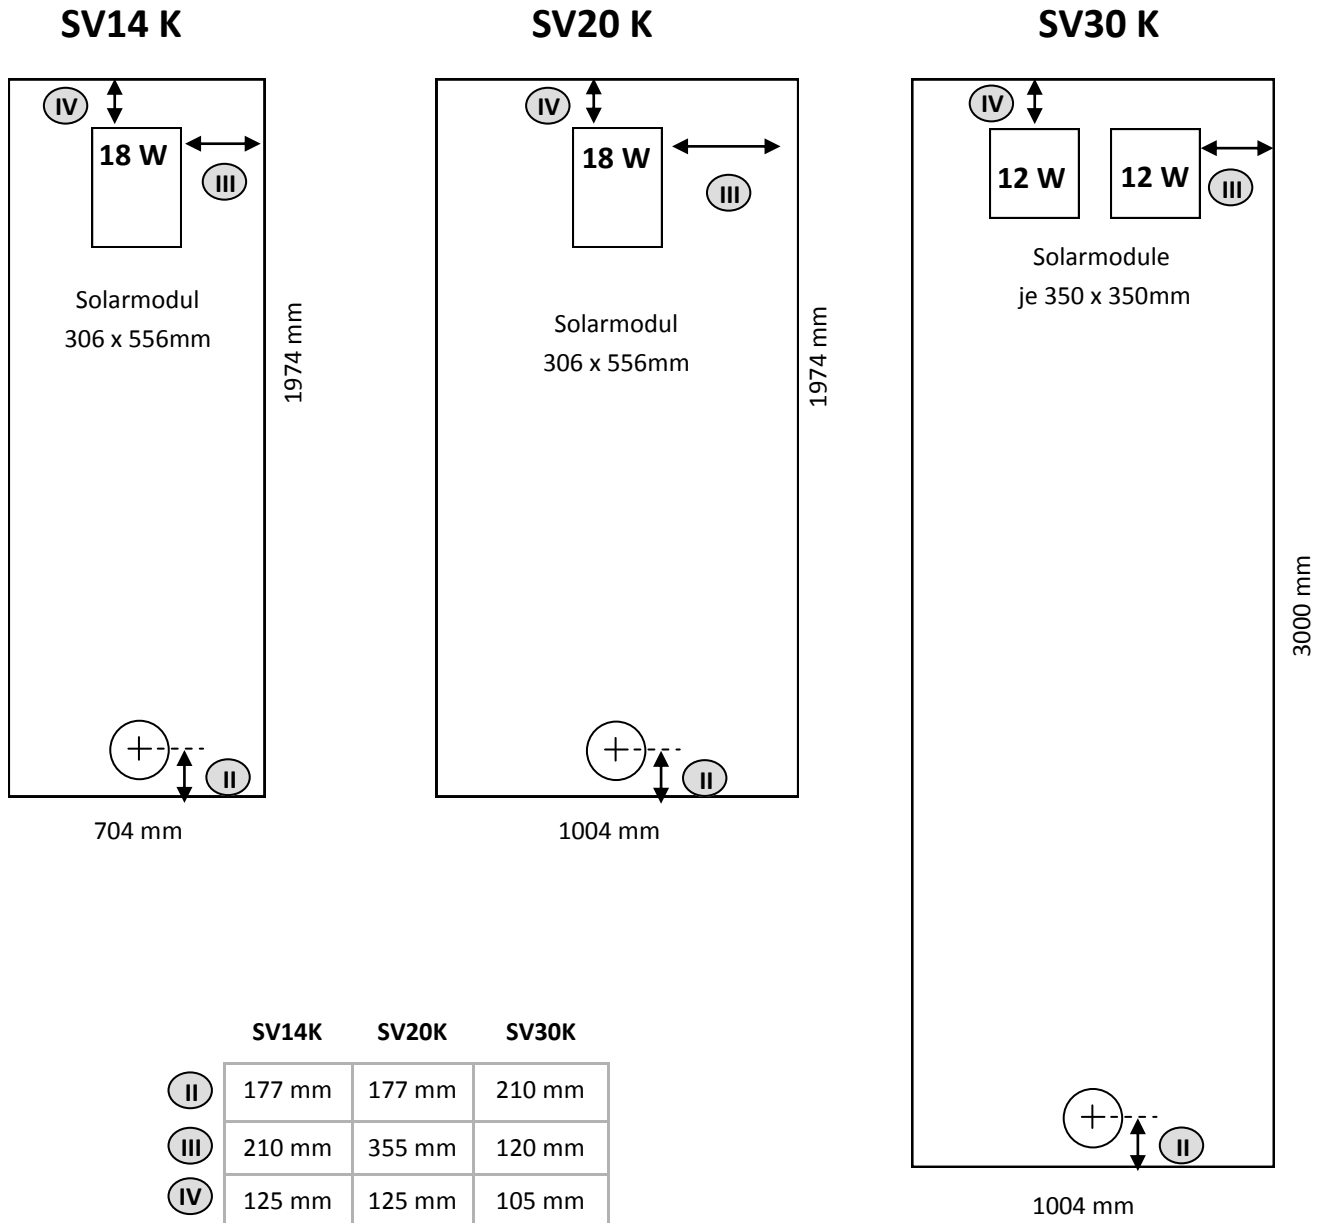 SV14 K
SV20 K
SV30 K
IV
18 W
III
Solarmodul
306 x 556mm
1974 mm
II
704 mm
IV
18 W
III
Solarmodul
306 x 556mm
1974 mm
II
1004 mm
IV
12 W
12 W
III
Solarmodule
je 350 x 350mm
3000 mm
II
1004 mm
SV14K SV20K SV30K
II 177 mm 177 mm 210 mm
III 210 mm 355 mm 120 mm
IV 125 mm 125 mm 105 mm